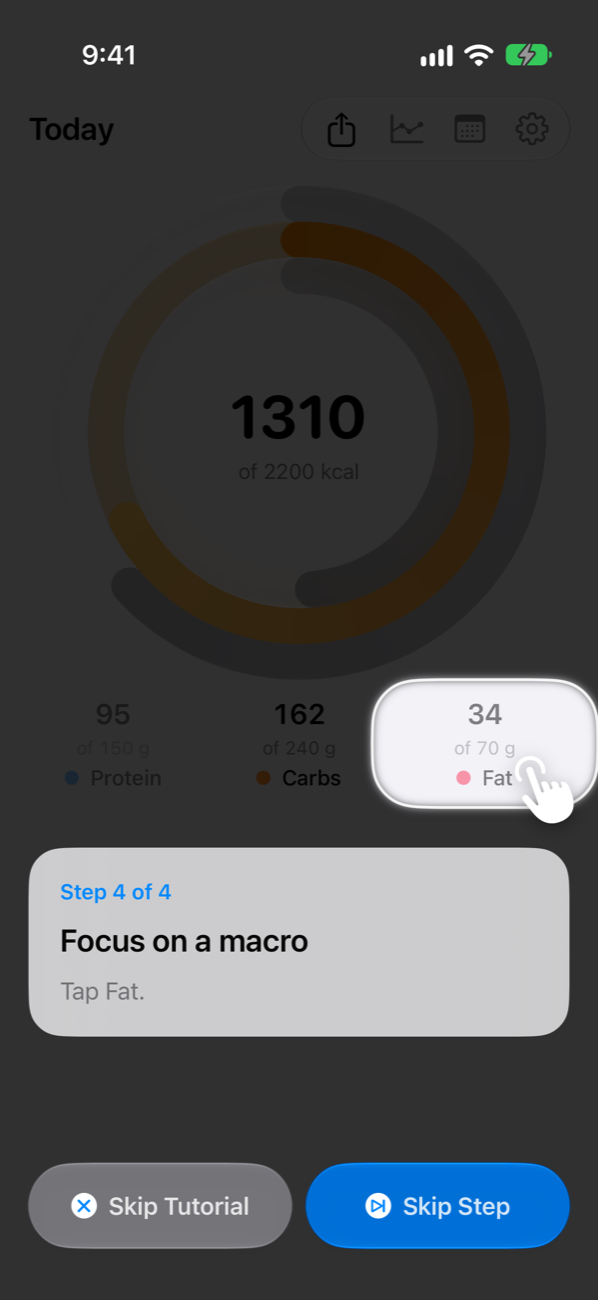 9:41
Today
1310
of 2200 kcal
95
of 150 g
Protein
162
of 240 g
Carbs
34
of 70 g
Fat
Step 4 of 4
Focus on a macro
Tap Fat.
Skip Tutorial
Skip Step